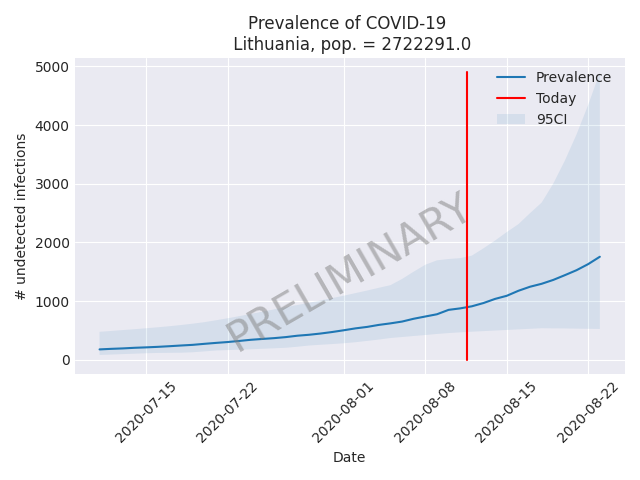 Prevalence of COVID-19
Lithuania, pop. = 2722291.0
5000
4000
3000
2000
1000
0
# undetected infections
Prevalence
Today
95CI
PRELIMINARY
2020-07-15
2020-07-22
2020-08-01
2020-08-08
2020-08-15
2020-08-22
Date